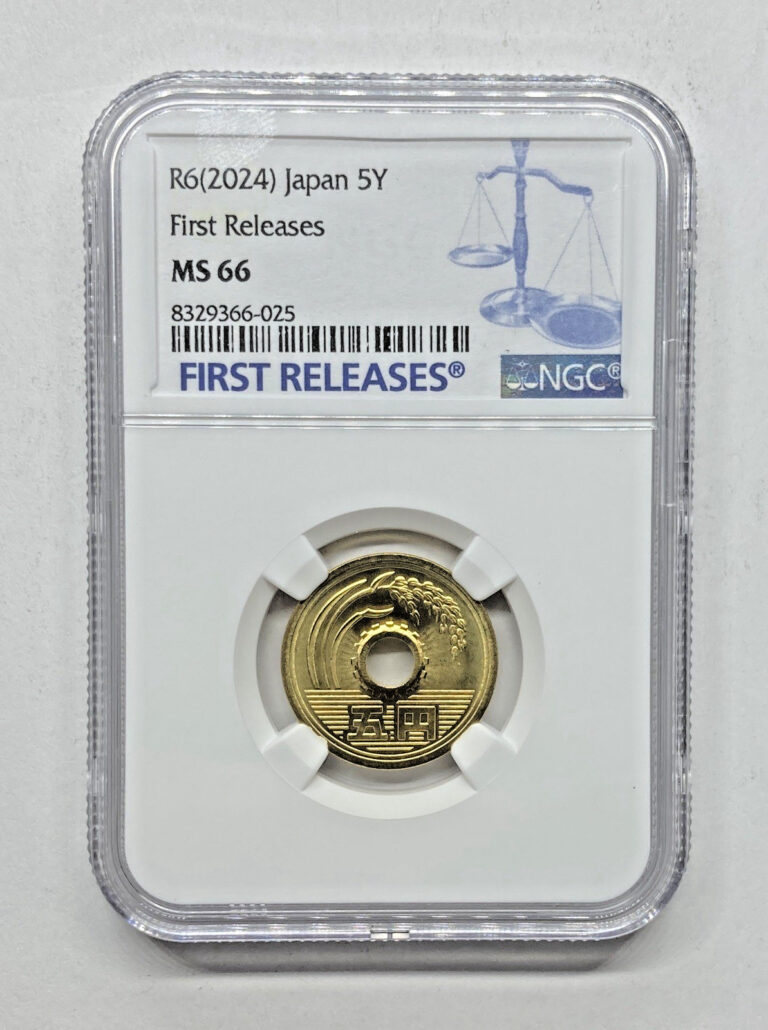 R6(2024) Japan 5Y
First Releases
MS 66
8329366-025
FIRST RELEASES®
NGC®
五円